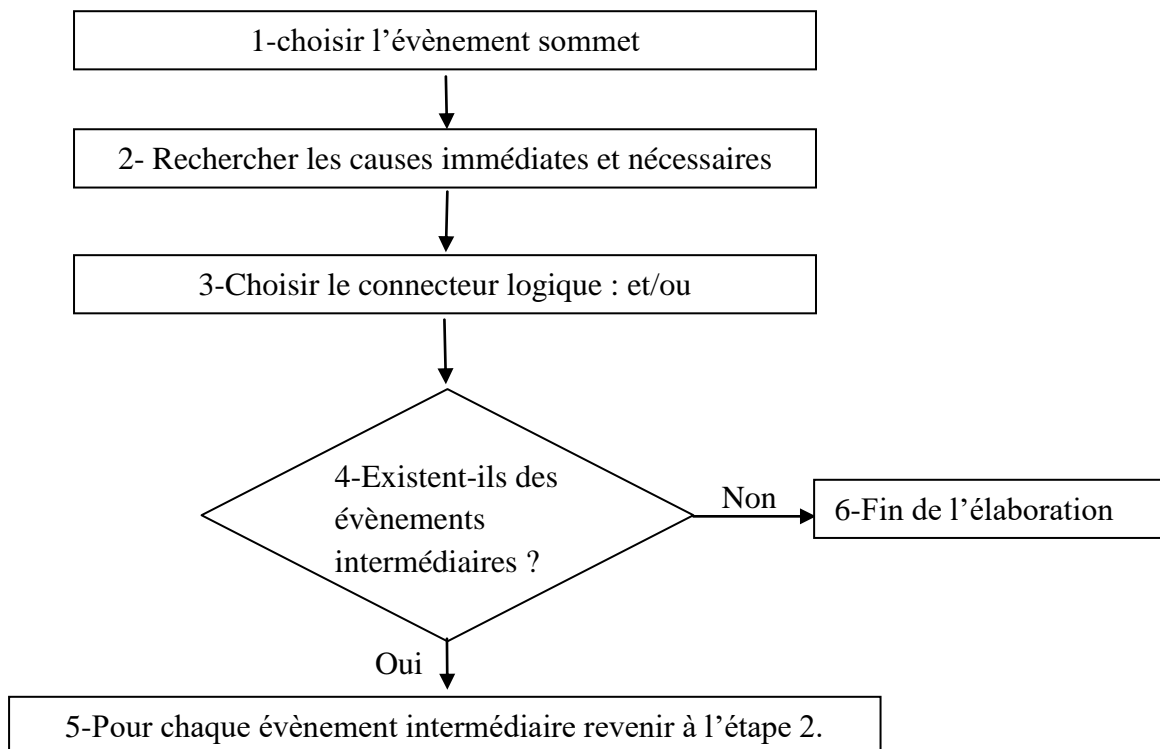 1-choisir l’évènement sommet
2- Rechercher les causes immédiates et nécessaires
3-Choisir le connecteur logique : et/ou
4-Existent-ils des
évènements
intermédiaires ?
Non
6-Fin de l’élaboration
Oui
5-Pour chaque évènement intermédiaire revenir à l’étape 2.